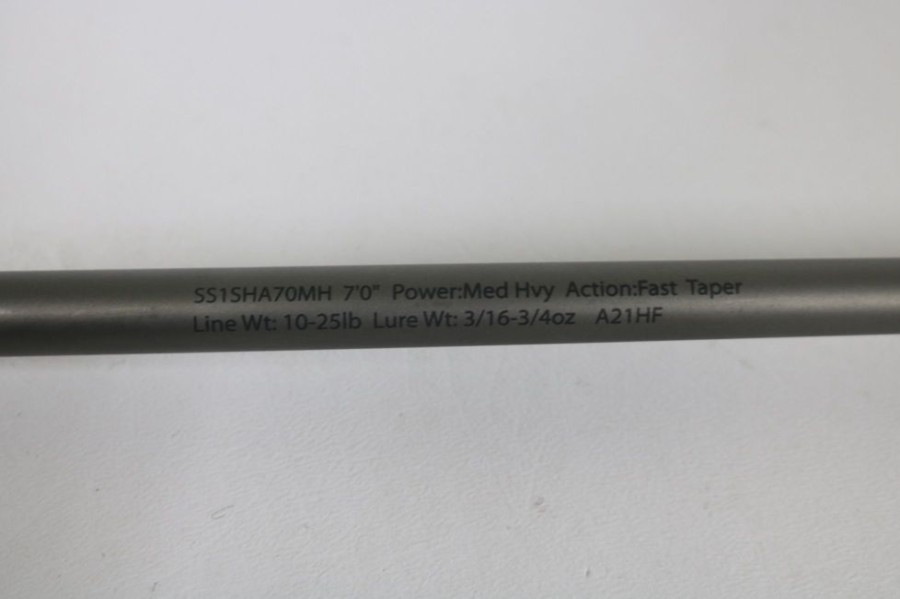 SS15HA70MH 7'0" Power:Med Hvy Action:Fast Taper
Line Wt: 10-25lb Lure Wt: 3/16-3/4oz A21HF